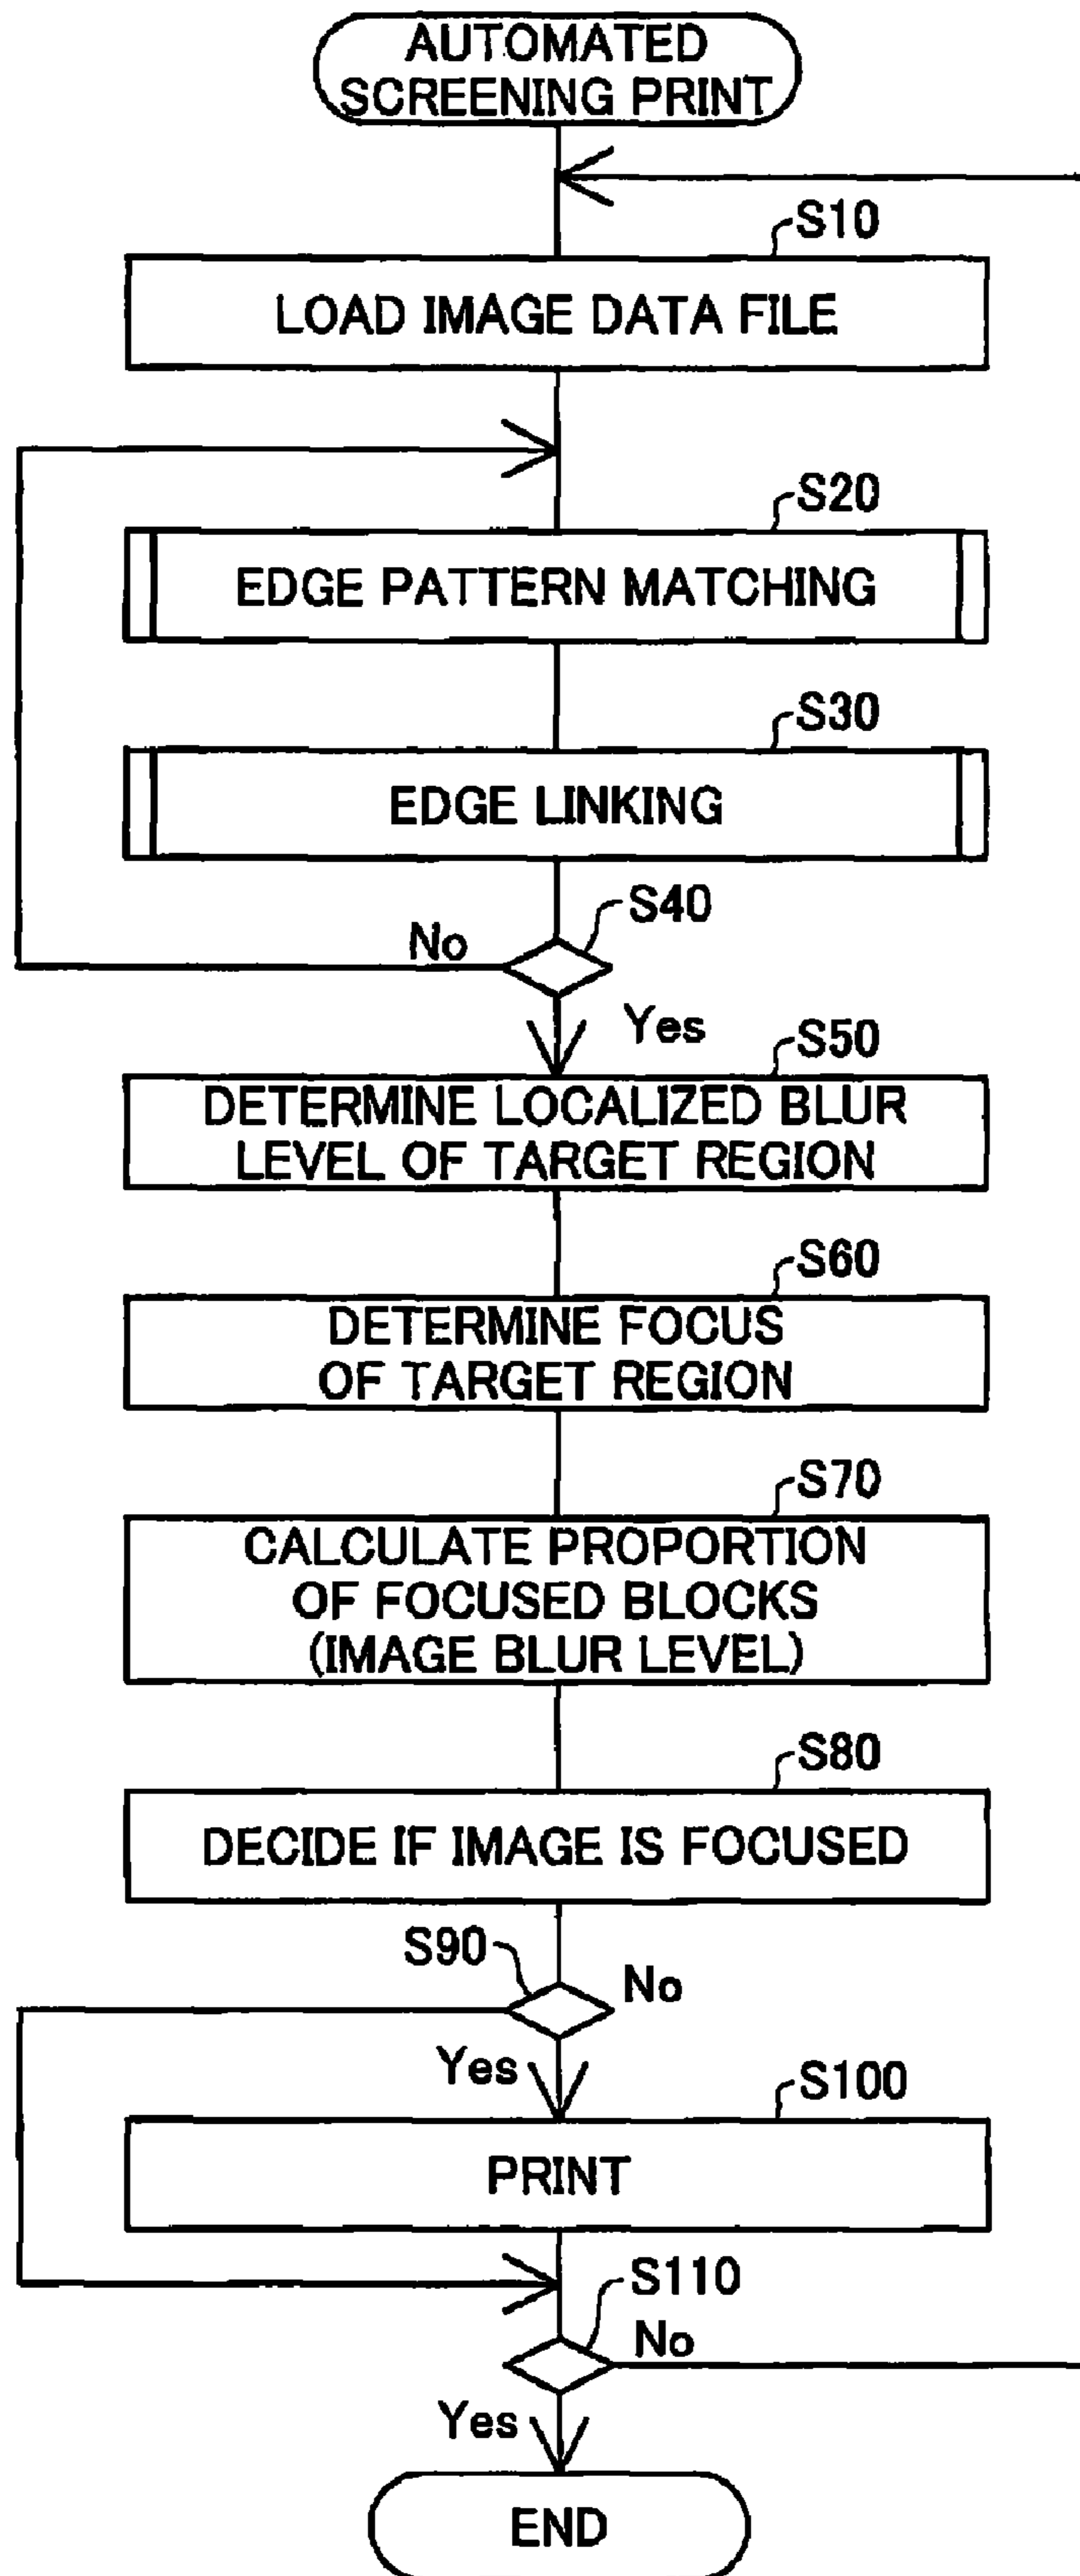 AUTOMATED
SCREENING PRINT
S10
LOAD IMAGE DATA FILE
S20
EDGE PATTERN MATCHING
S30
EDGE LINKING
S40
No
Yes
S50
DETERMINE LOCALIZED BLUR
LEVEL OF TARGET REGION
S60
DETERMINE FOCUS
OF TARGET REGION
S70
CALCULATE PROPORTION
OF FOCUSED BLOCKS
(IMAGE BLUR LEVEL)
S80
DECIDE IF IMAGE IS FOCUSED
S90
No
Yes
S100
PRINT
S110
No
Yes
END